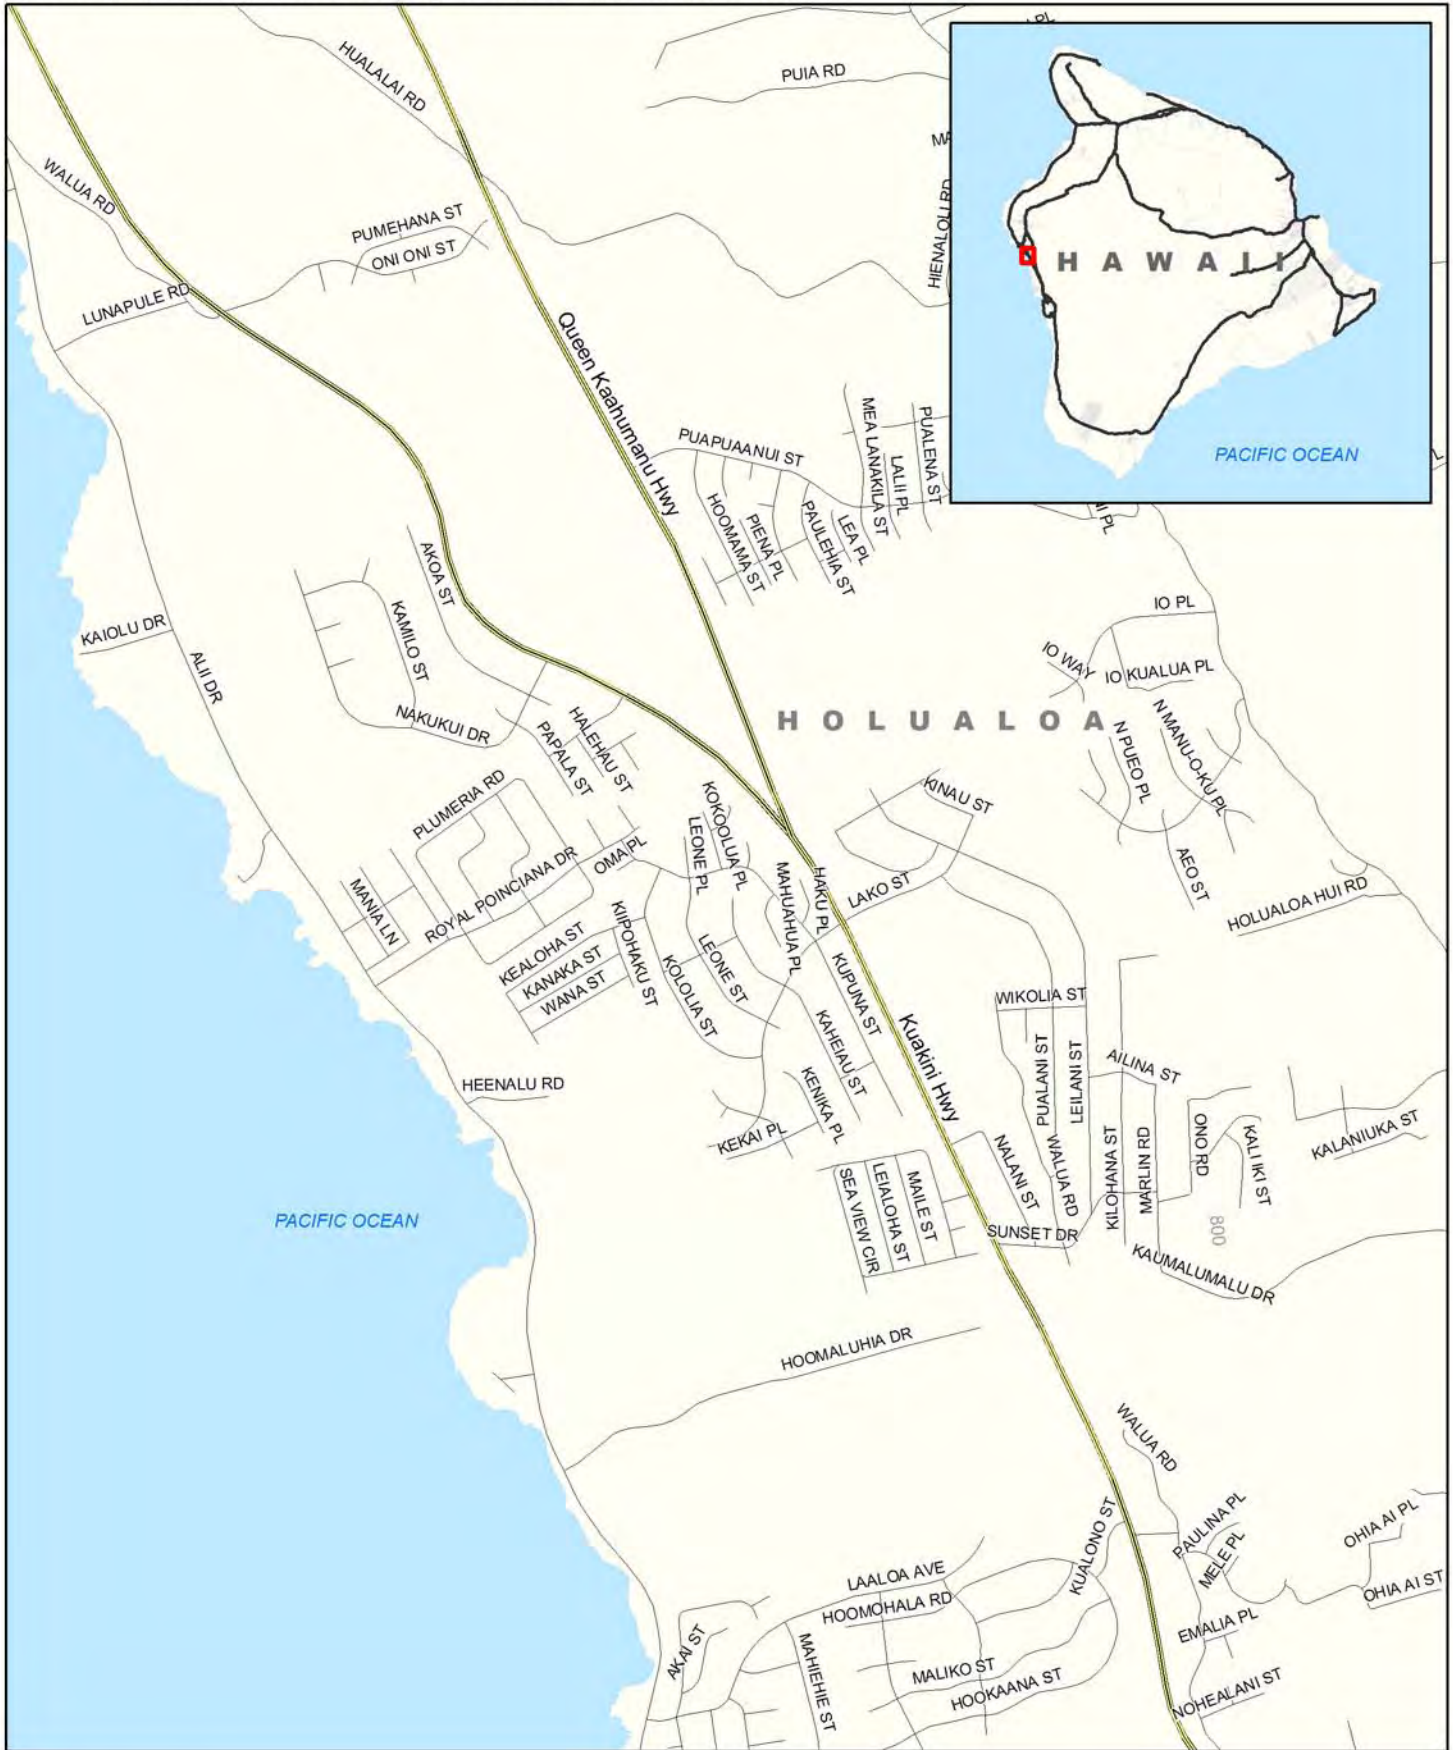 HUALALAI RD
PUIA RD
WALUA RD
PUMEHANA ST
ONI ONI ST
LUNAPULE RD
HIENALOLI RD
HAWAII
PACIFIC OCEAN
Queen Kaahumanu Hwy
PUAPUAANUI ST
MEA LANAKILA ST
LALII PL
PUALENA ST
HOOMAMA ST
PIENA PL
PAULEHIA ST
LEA PL
AKOA ST
KAMILO ST
KAIOLU DR
ALII DR
NAKUKUI DR
PAPALA ST
HALEHAU ST
IO PL
IO WAY
IO KUALUA PL
HOLUALOA
N PUEO PL
N MANU-O-KU PL
PLUMERIA RD
KOKOOLUA PL
LEONE PL
KINAU ST
OMA PL
ROYAL POINCIANA DR
MANIA LN
MAHUAHUA PL
HAKU PL
LAKO ST
AEO ST
HOLUALOA HUI RD
KEALOHA ST
KANAKA ST
WANA ST
KIIPOHAKU ST
KOLOLIA ST
LEONE ST
KUPUNA ST
KAHEIAU ST
Kuakini Hwy
WIKOLIA ST
PUALANI ST
LEILANI ST
AILINA ST
HEENALU RD
KENIKA PL
KEKAI PL
NALANI ST
WALUA RD
KILOHANA ST
MARLIN RD
ONO RD
KALI IKI ST
KALANIUKA ST
SEA VIEW CIR
LEIALOHA ST
MAILE ST
SUNSET DR
800
KAUMALUMALU DR
PACIFIC OCEAN
HOOMALUHIA DR
WALUA RD
KUALONO ST
PAULINA PL
MELE PL
OHIA AI PL
OHIA AI ST
LAALOA AVE
HOOMOHALA RD
AKAI ST
MAHIEHIE ST
MALIKO ST
HOOKAANA ST
EMALIA PL
NOHEALANI ST